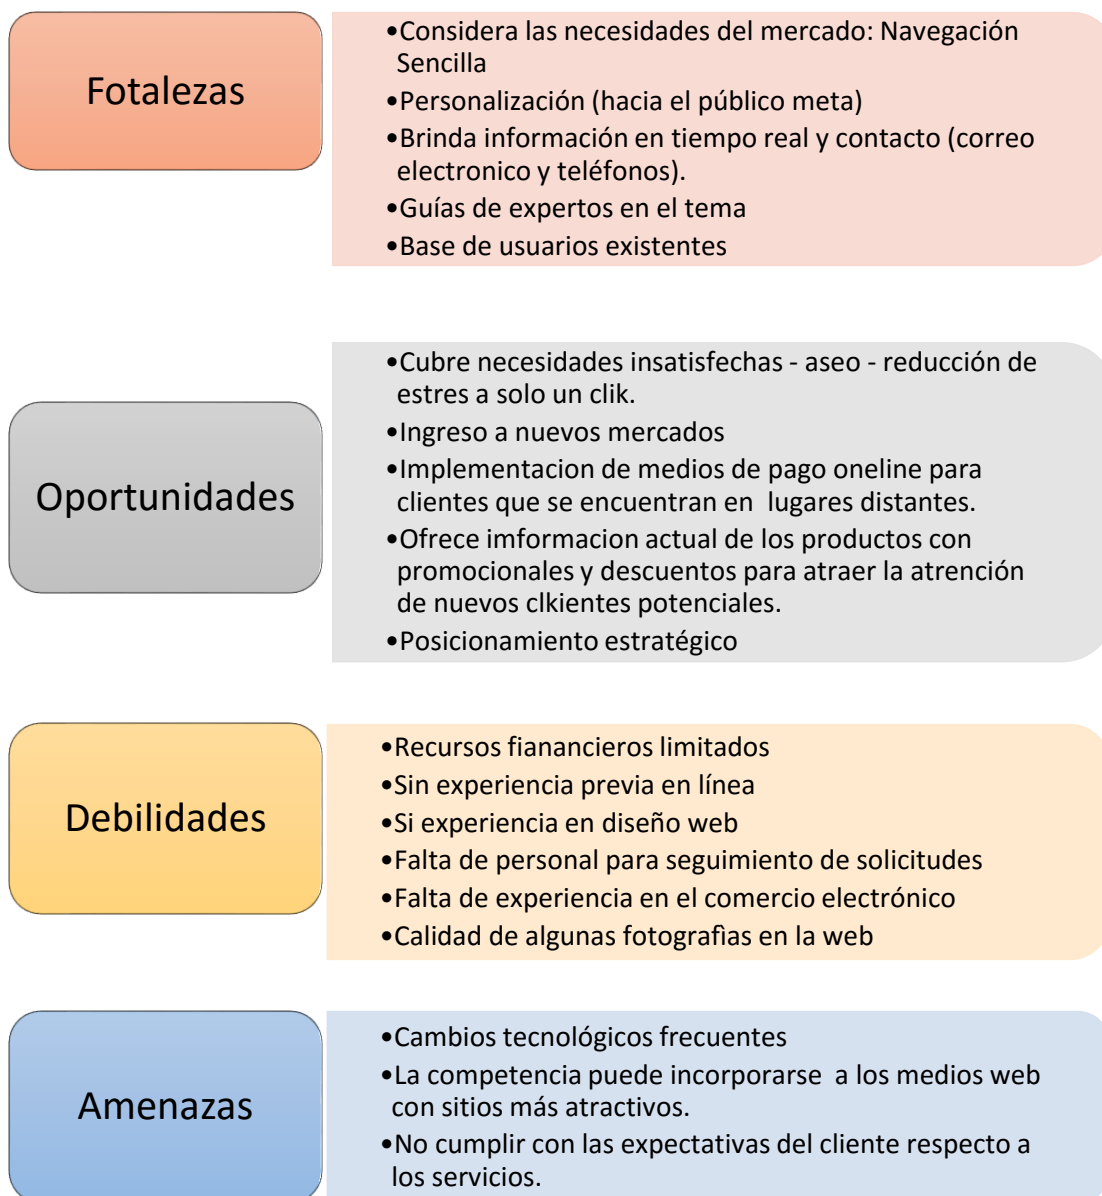 Fotalezas
•Considera las necesidades del mercado: Navegación
Sencilla
•Personalización (hacia el público meta)
•Brinda información en tiempo real y contacto (correo
electronico y teléfonos).
•Guías de expertos en el tema
•Base de usuarios existentes
Oportunidades
•Cubre necesidades insatisfechas - aseo - reducción de
estres a solo un clik.
•Ingreso a nuevos mercados
•Implementacion de medios de pago oneline para
clientes que se encuentran en  lugares distantes.
•Ofrece imformacion actual de los productos con
promocionales y descuentos para atraer la atrención
de nuevos clkientes potenciales.
•Posicionamiento estratégico
Debilidades
•Recursos fianancieros limitados
•Sin experiencia previa en línea
•Si experiencia en diseño web
•Falta de personal para seguimiento de solicitudes
•Falta de experiencia en el comercio electrónico
•Calidad de algunas fotografìas en la web
Amenazas
•Cambios tecnológicos frecuentes
•La competencia puede incorporarse  a los medios web
con sitios más atractivos.
•No cumplir con las expectativas del cliente respecto a
los servicios.